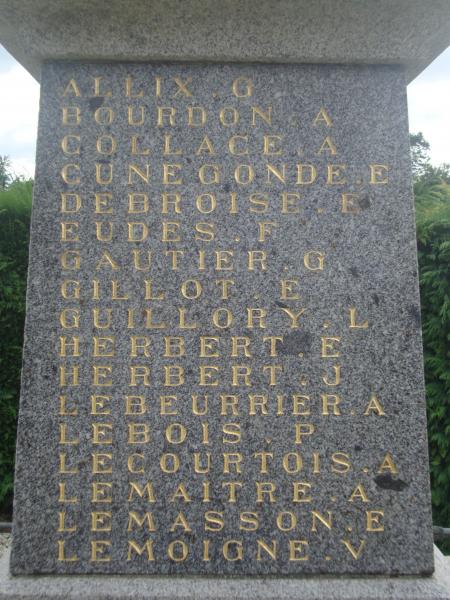 ALLIX.G
BOURDON.A
COLLACE.A
CUNEGONDE.E
DEBROISE.E
EUDES.F
GAUTIER.G
GILLOT.E
GUILLORY.L
HERBERT.E
HERBERT.J
LEBEURRIER.A
LEBOIS.P
LECOURTOIS.A
LEMAITRE.A
LEMASSON.E
LEMOIGNE.V